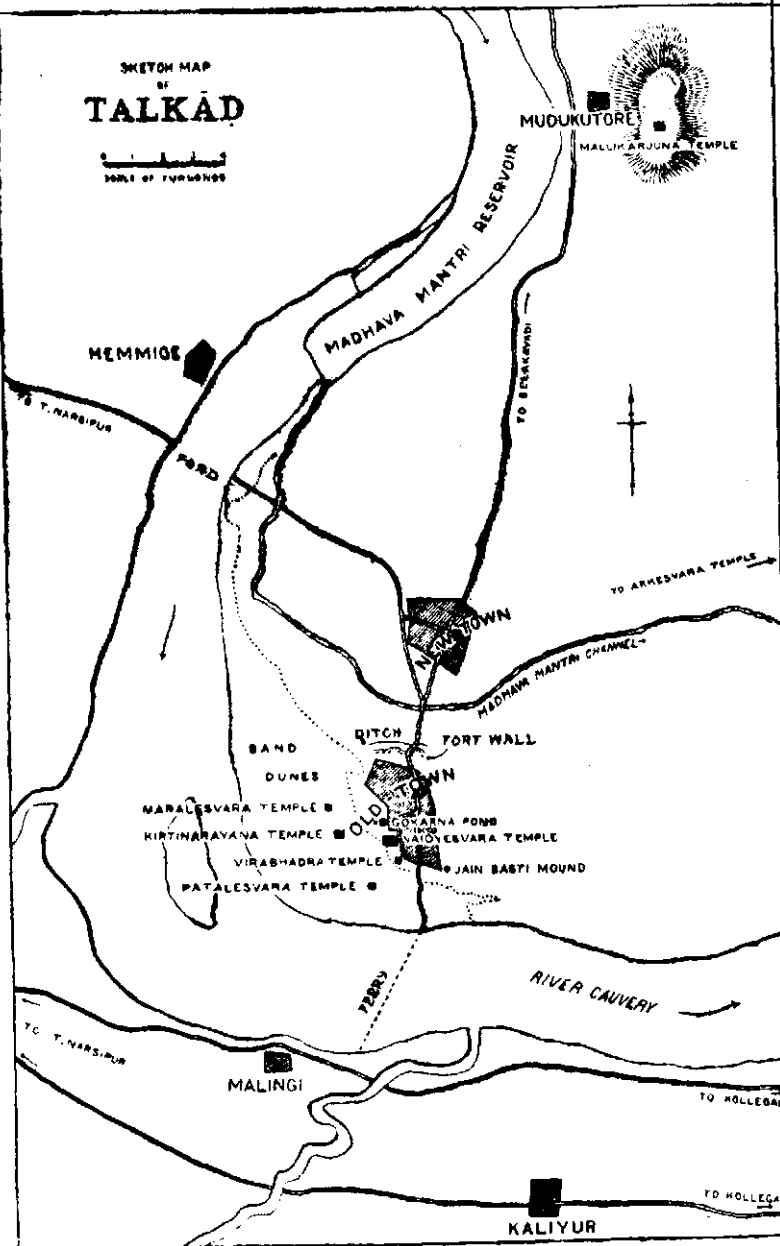 SKETCH MAP
OF
TALKĀD
SCALE OF FURLONGS
MUDUKUTORE
MALLIKARJUNA TEMPLE
MADHAVA MANTRI RESERVOIR
HEMMIGE
TO T. NARSIPUR
FORD
TO BELAKAVADI
TO ARKESVARA TEMPLE
NEW TOWN
MADHAVA MANTRI CHANNEL
DITCH
FORT WALL
SAND
DUNES
OLD TOWN
MARALESVARA TEMPLE
GOKARNA POND
KIRTINARAYANA TEMPLE
VAIDYESVARA TEMPLE
VIRABHADRA TEMPLE
JAIN BASTI MOUND
PATALESVARA TEMPLE
FERRY
RIVER CAUVERY
TO T. NARSIPUR
MALINGI
TO KOLLEGAL
TO KOLLEGA
KALIYUR